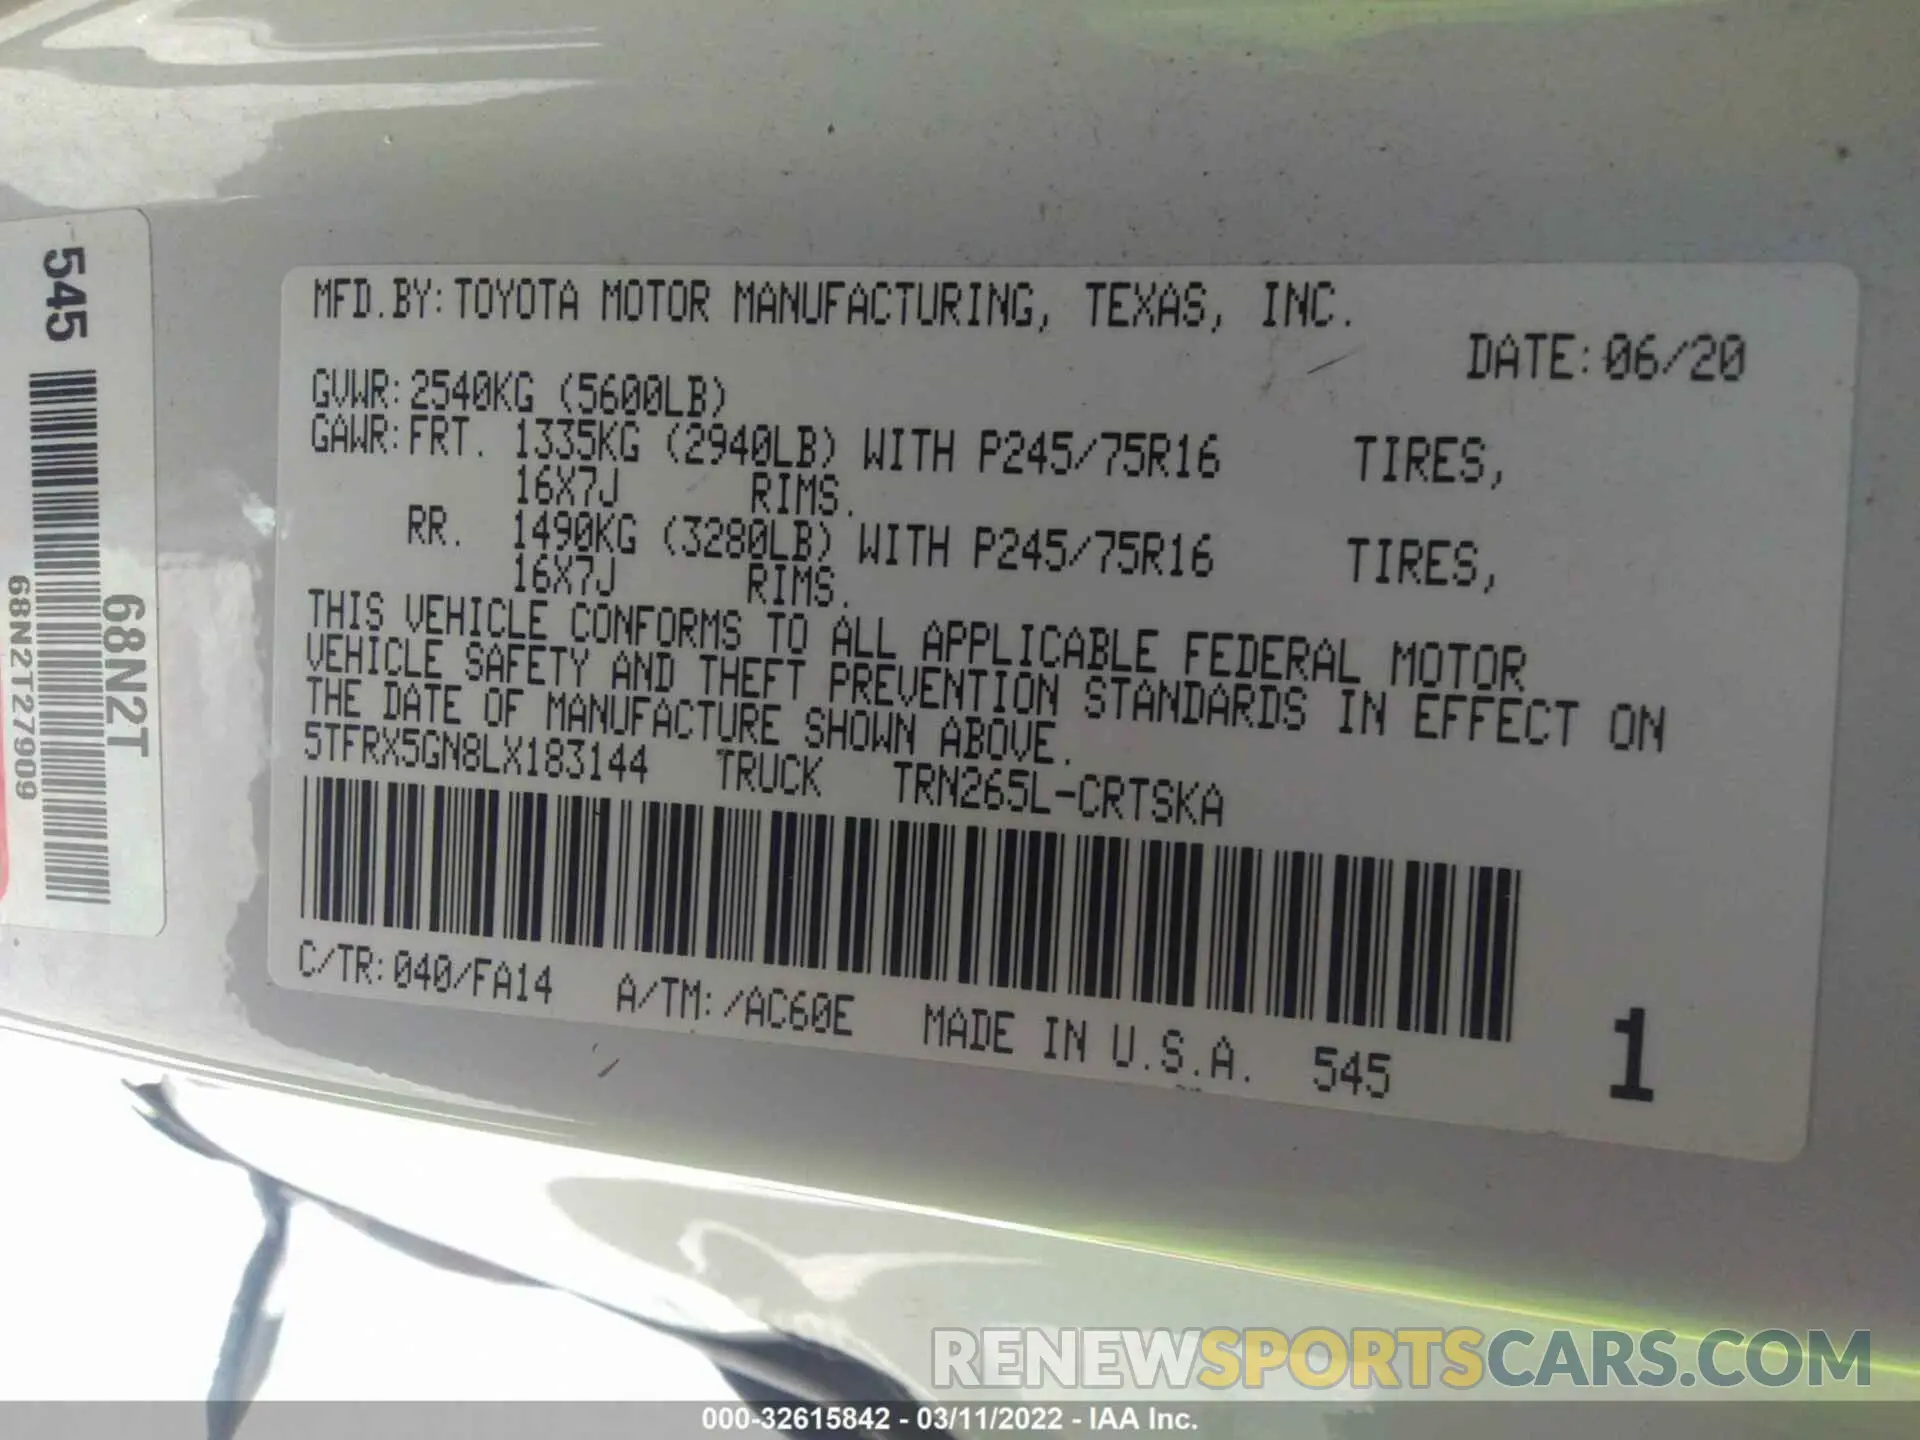 MFD.BY:TOYOTA MOTOR MANUFACTURING, TEXAS, INC.
DATE:06/20
GVWR:2540KG (5600LB)
GAWR:FRT. 1335KG (2940LB) WITH P245/75R16 TIRES,
16X7J RIMS.
RR. 1490KG (3280LB) WITH P245/75R16 TIRES,
16X7J RIMS.
THIS VEHICLE CONFORMS TO ALL APPLICABLE FEDERAL MOTOR
VEHICLE SAFETY AND THEFT PREVENTION STANDARDS IN EFFECT ON
THE DATE OF MANUFACTURE SHOWN ABOVE.
5TFRX5GN8LX183144 TRUCK TRN265L-CRTSKA
C/TR:040/FA14 A/TM:/AC60E MADE IN U.S.A. 545
1
545
68N2T
68N2T27909
RENEWSPORTSCARS.COM
000-32615842 - 03/11/2022 - IAA Inc.